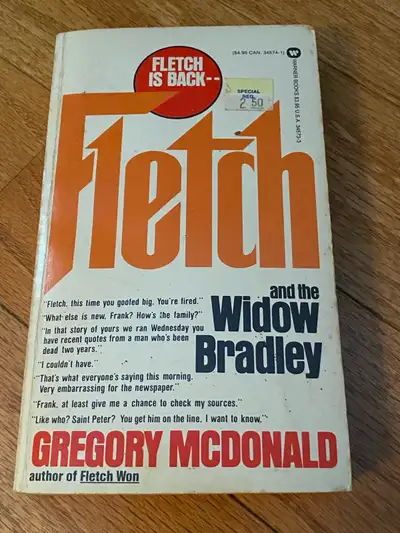 FLETCH
IS BACK--
($4.95 CAN. 34674-1)
WARNER BOOKS $3.95 U.S.A. 34673-3
SPECIAL
2.50
Fletch
and the
Widow
Bradley
"Fletch, this time you goofed big. You're fired."
"What else is new, Frank? How's the family?"
"In that story of yours we ran Wednesday you
have recent quotes from a man who's been
dead two years."
"I couldn't have."
"That's what everyone's saying this morning.
Very embarrassing for the newspaper."
"Frank, at least give me a chance to check my sources."
"Like who? Saint Peter? You get him on the line, I want to know."
GREGORY MCDONALD
author of Fletch Won